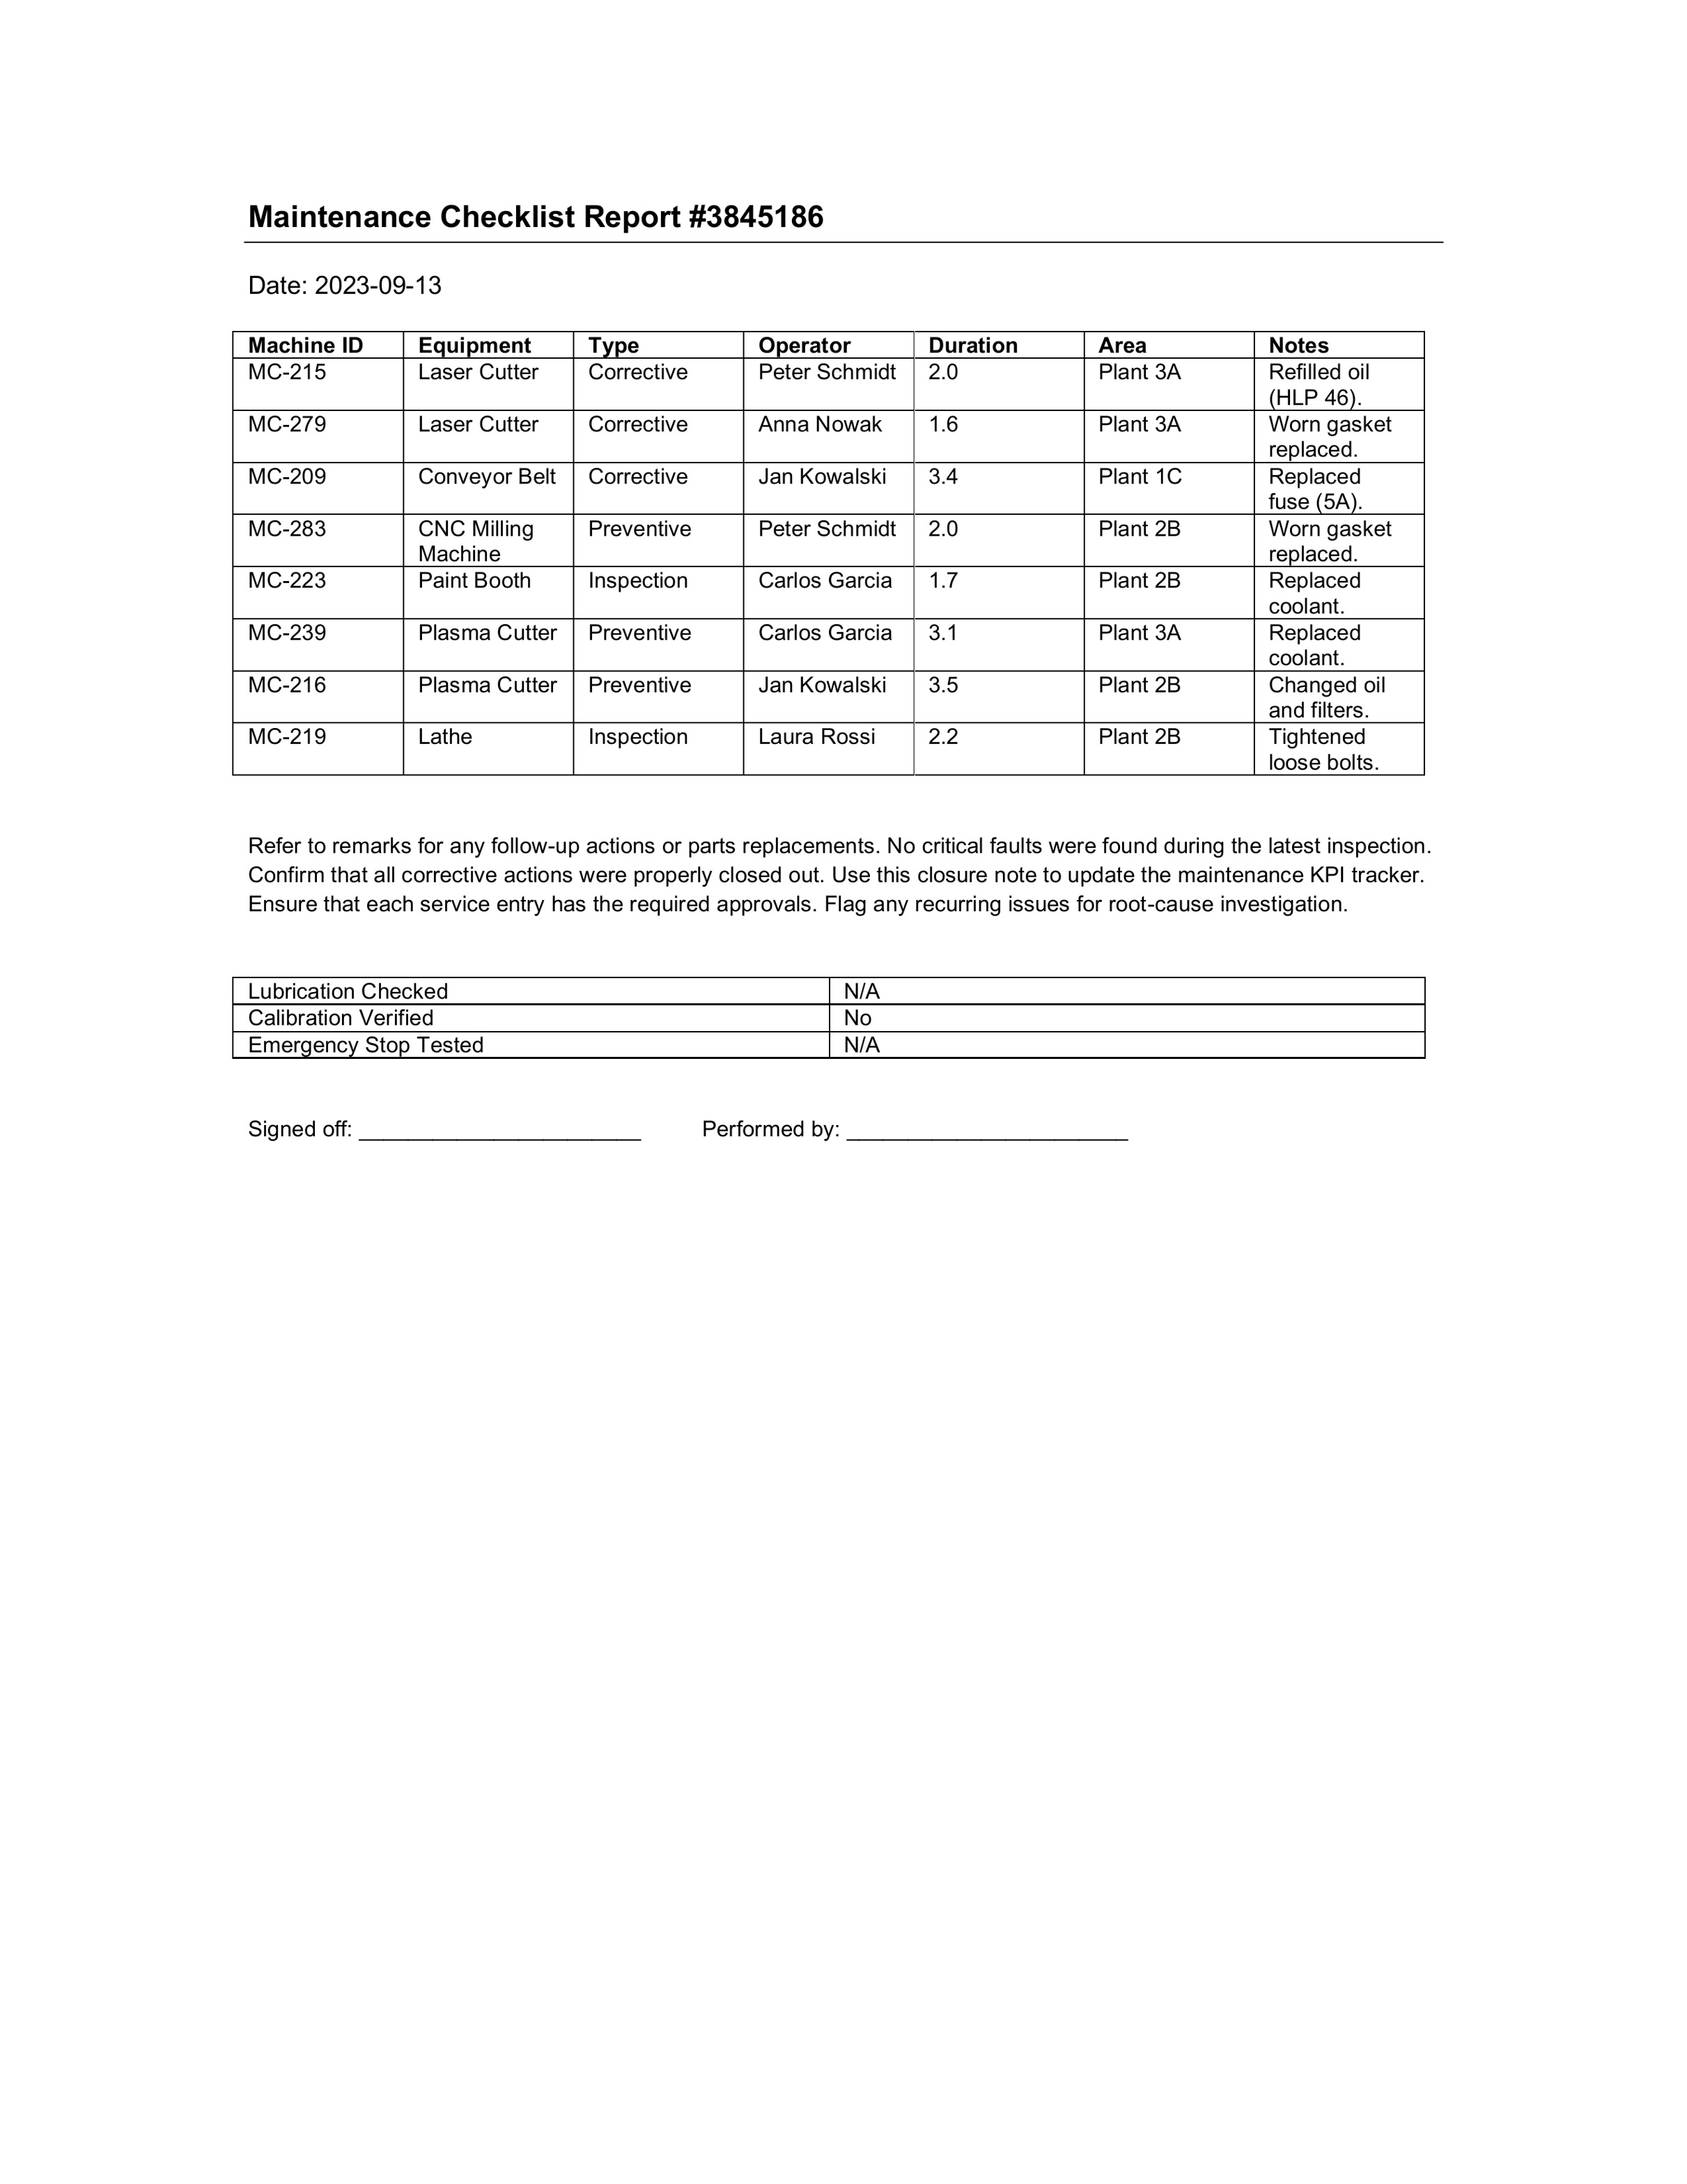 Maintenance Checklist Report #3845186
Date: 2023-09-13
Machine ID Equipment Type Operator Duration Area Notes
MC-215 Laser Cutter Corrective Peter Schmidt 2.0 Plant 3A Refilled oil
(HLP 46).
MC-279 Laser Cutter Corrective Anna Nowak 1.6 Plant 3A Worn gasket
replaced.
MC-209 Conveyor Belt Corrective Jan Kowalski 3.4 Plant 1C Replaced
fuse (5A).
MC-283 CNC Milling Preventive Peter Schmidt 2.0 Plant 2B Worn gasket
Machine replaced.
MC-223 Paint Booth Inspection Carlos Garcia 1.7 Plant 2B Replaced
coolant.
MC-239 Plasma Cutter Preventive Carlos Garcia 3.1 Plant 3A Replaced
coolant.
MC-216 Plasma Cutter Preventive Jan Kowalski 3.5 Plant 2B Changed oil
and filters.
MC-219 Lathe Inspection Laura Rossi 2.2 Plant 2B Tightened
loose bolts.
Refer to remarks for any follow-up actions or parts replacements. No critical faults were found during the latest inspection.
Confirm that all corrective actions were properly closed out. Use this closure note to update the maintenance KPI tracker.
Ensure that each service entry has the required approvals. Flag any recurring issues for root-cause investigation.
Lubrication Checked N/A
Calibration Verified No
Emergency Stop Tested N/A
Signed off: _______________________ Performed by: _______________________